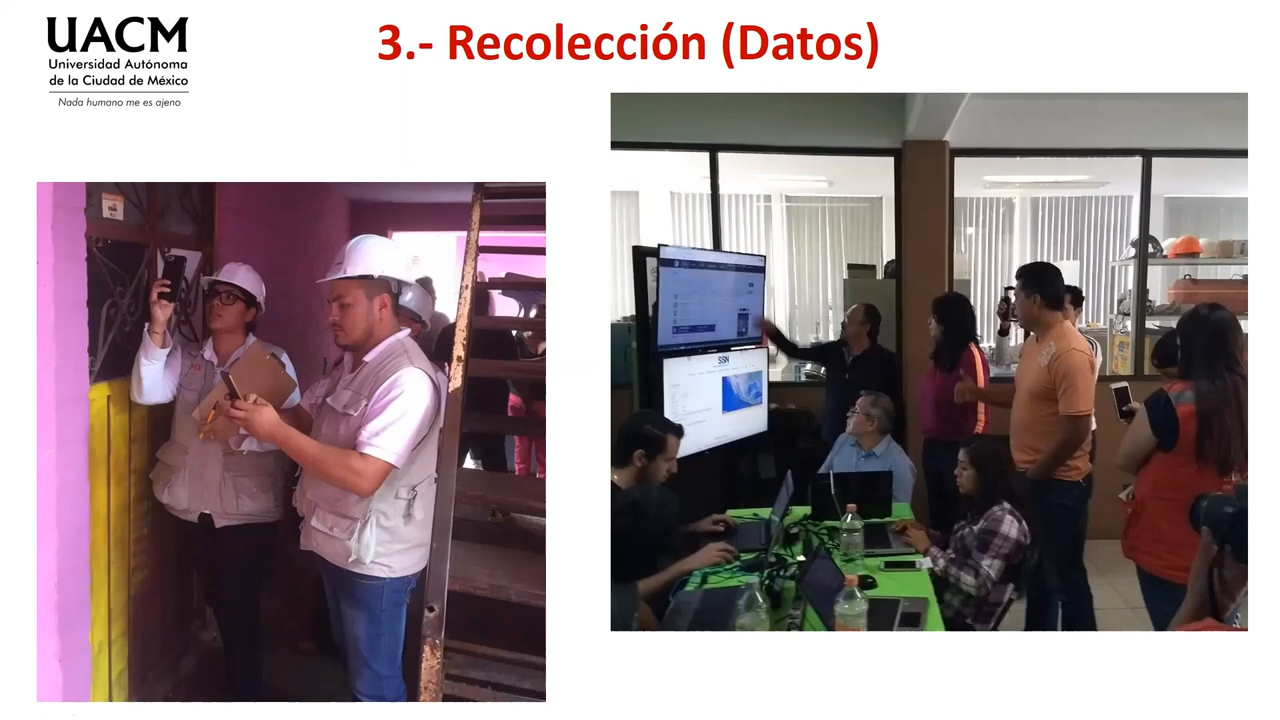 UACM
Universidad Autónoma
de la Ciudad de México
Nada humano me es ajeno
3.- Recolección (Datos)
SSN